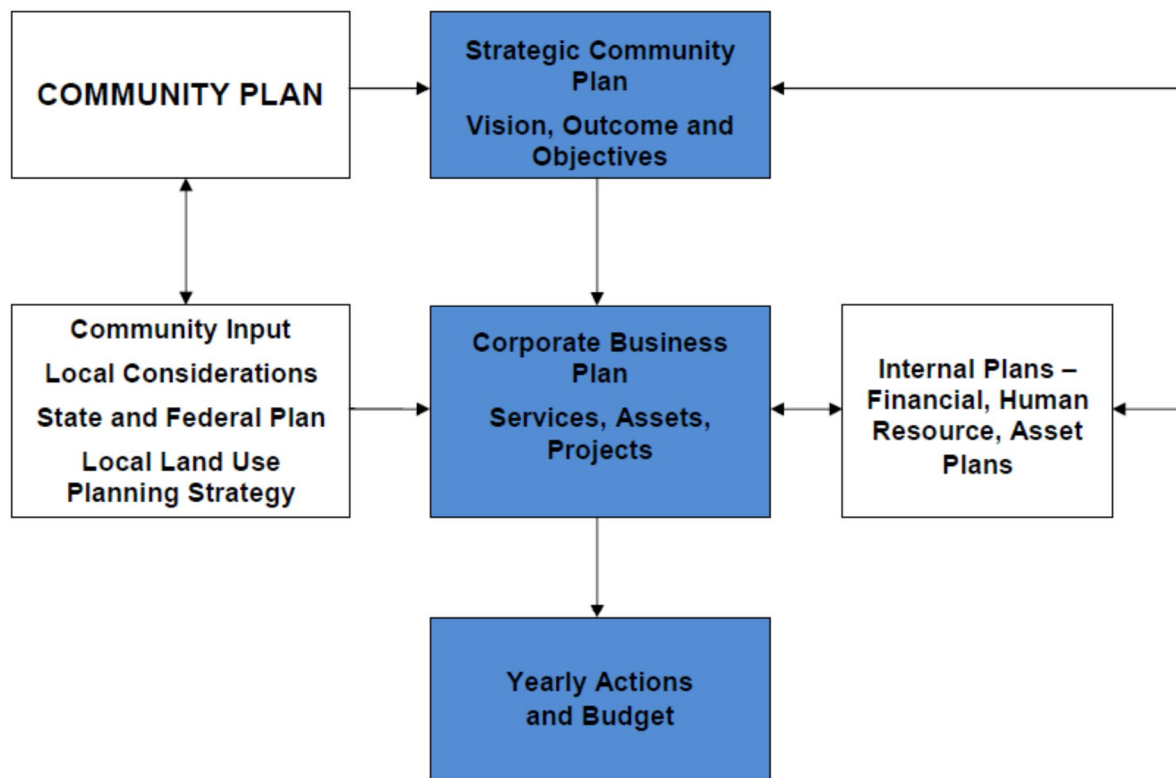 COMMUNITY PLAN
Strategic Community
Plan
Vision, Outcome and
Objectives
Community Input
Local Considerations
State and Federal Plan
Local Land Use
Planning Strategy
Corporate Business
Plan
Services, Assets,
Projects
Internal Plans –
Financial, Human
Resource, Asset
Plans
Yearly Actions
and Budget